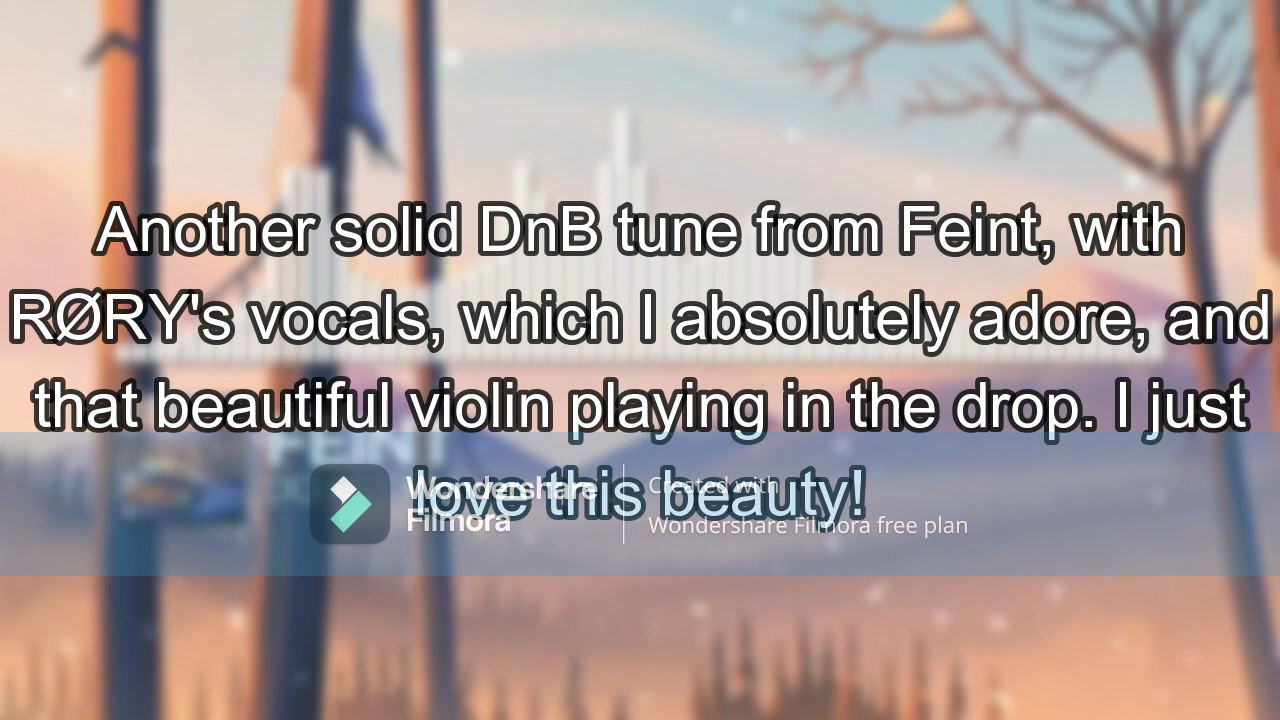 Another solid DnB tune from Feint, with
RØRY's vocals, which I absolutely adore, and
that beautiful violin playing in the drop. I just
love this beauty!
FEINT
Wondershare
Filmora
Created with
Wondershare Filmora free plan